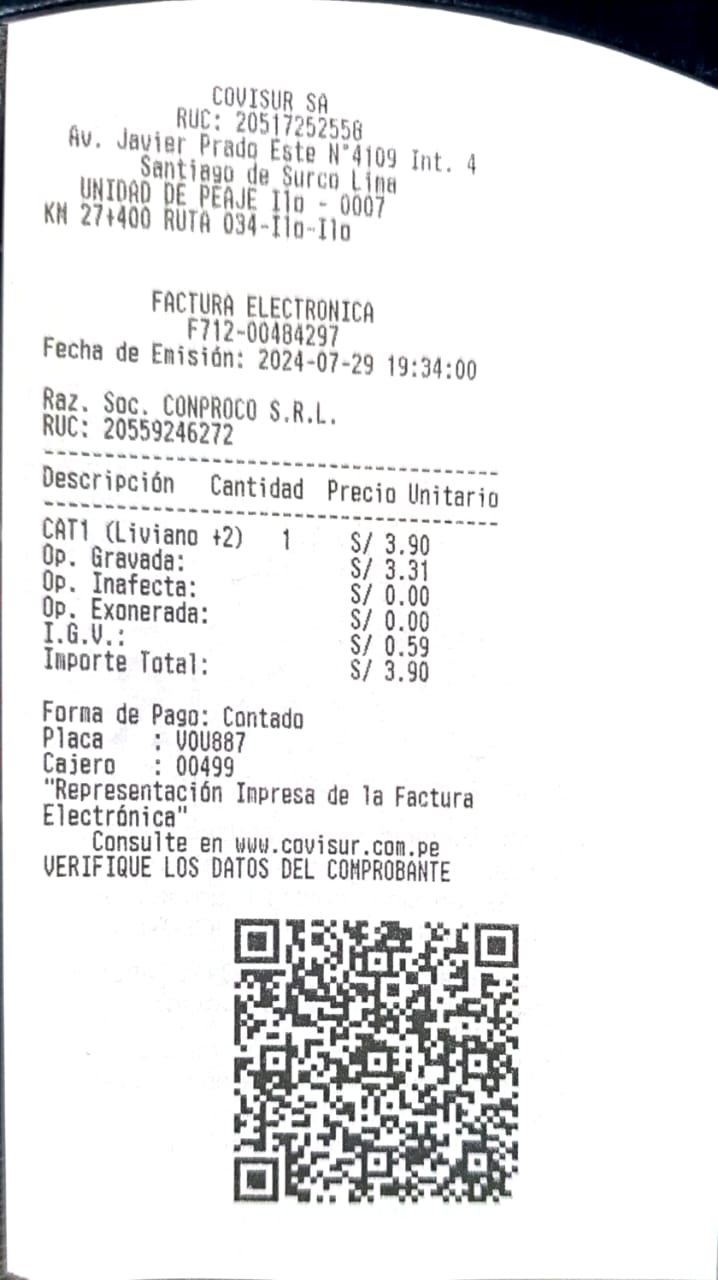 COVISUR SA
RUC: 20517252558
Av. Javier Prado Este N°4109 Int. 4
Santiago de Surco Lima
UNIDAD DE PEAJE Ilo - 0007
KM 27+400 RUTA 034-Ilo-Ilo
FACTURA ELECTRONICA
F712-00484297
Fecha de Emisión: 2024-07-29 19:34:00
Raz. Soc. CONPROCO S.R.L.
RUC: 20559246272
Descripción Cantidad Precio Unitario
CAT1 (Liviano +2) 1 S/ 3.90
Op. Gravada: S/ 3.31
Op. Inafecta: S/ 0.00
Op. Exonerada: S/ 0.00
I.G.V.: S/ 0.59
Importe Total: S/ 3.90
Forma de Pago: Contado
Placa : VOU887
Cajero : 00499
"Representación Impresa de la Factura
Electrónica"
Consulte en www.covisur.com.pe
VERIFIQUE LOS DATOS DEL COMPROBANTE